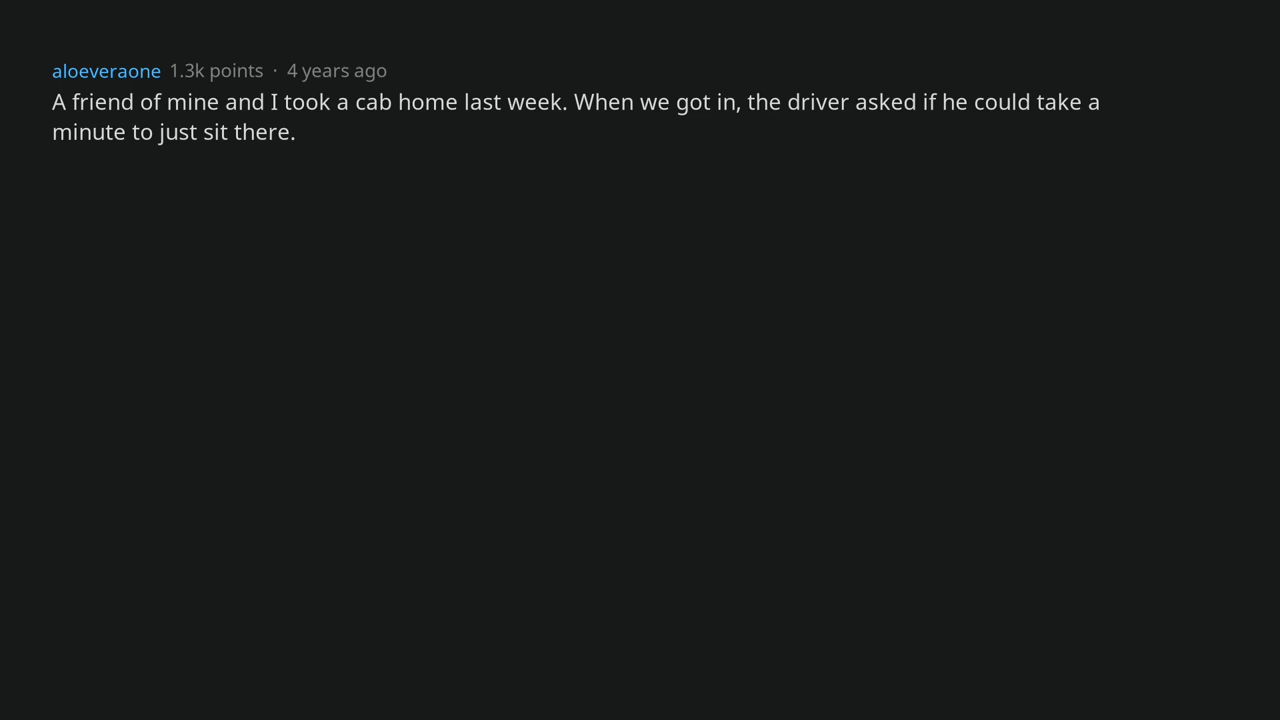 aloeveraone 1.3k points · 4 years ago
A friend of mine and I took a cab home last week. When we got in, the driver asked if he could take a
minute to just sit there.